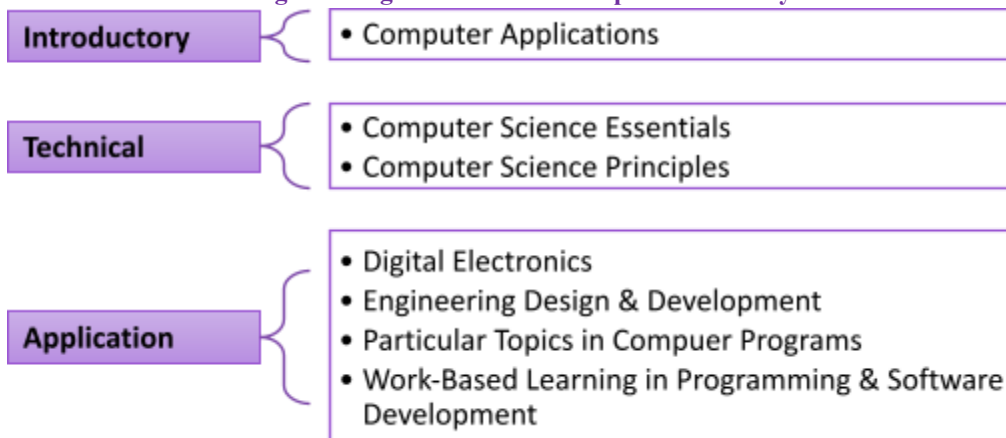 Introductory
• Computer Applications
Technical
• Computer Science Essentials
• Computer Science Principles
Application
• Digital Electronics
• Engineering Design & Development
• Particular Topics in Compuer Programs
• Work-Based Learning in Programming & Software
Development